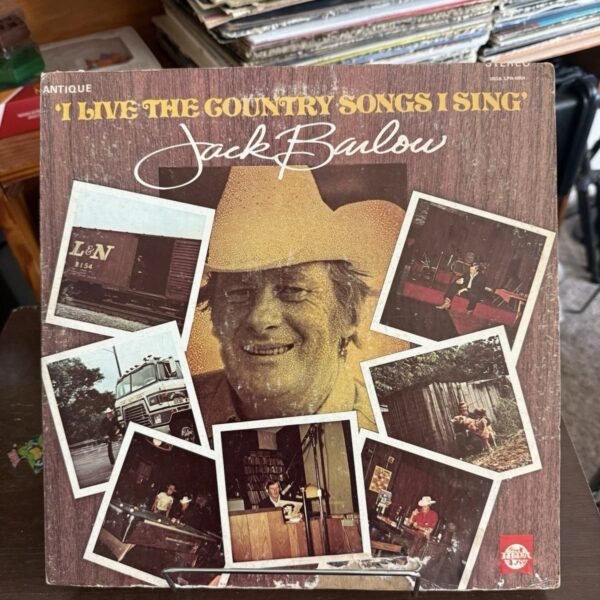 ANTIQUE
STEREO
'I LIVE THE COUNTRY SONGS I SING'
Jack Barlow
L&N